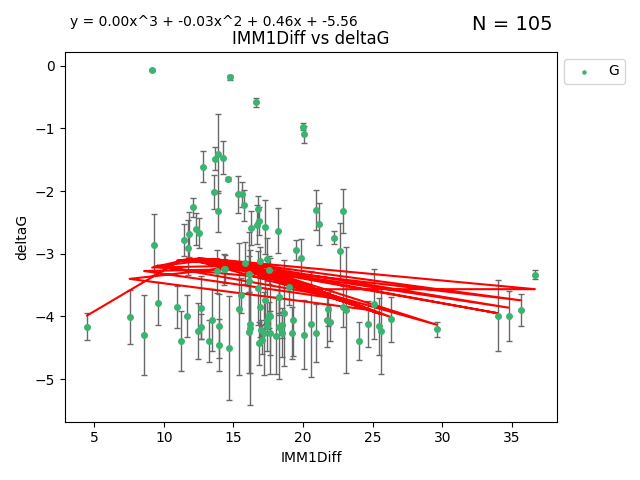 y = 0.00x^3 + -0.03x^2 + 0.46x + -5.56
N = 105
IMM1Diff vs deltaG
G
deltaG
0
−1
−2
−3
−4
−5
5 10 15 20 25 30 35
IMM1Diff